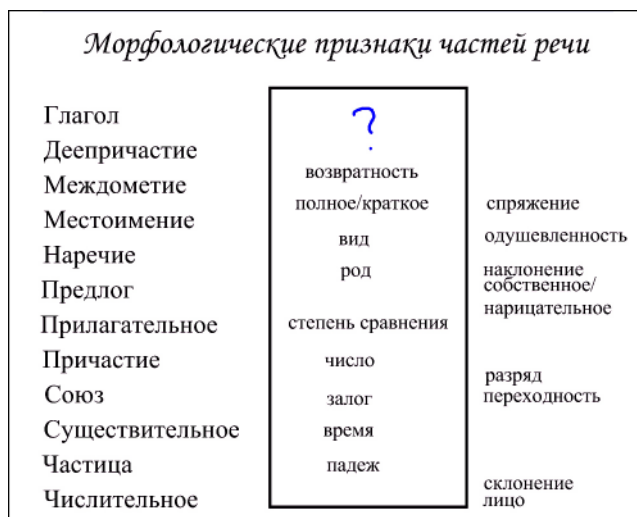 Морфологические признаки частей речи
Глагол
Деепричастие
Междометие
Местоимение
Наречие
Предлог
Прилагательное
Причастие
Союз
Существительное
Частица
Числительное
?
возвратность
полное/краткое
вид
род
степень сравнения
число
залог
время
падеж
спряжение
одушевленность
наклонение
собственное/
нарицательное
разряд
переходность
склонение
лицо